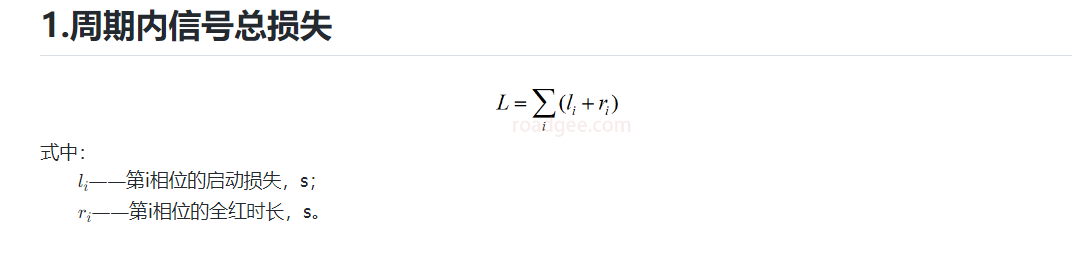 1.周期内信号总损失
L = ∑(lᵢ + rᵢ)
i
roadgee.com
式中：
lᵢ——第i相位的启动损失，s；
rᵢ——第i相位的全红时长，s。